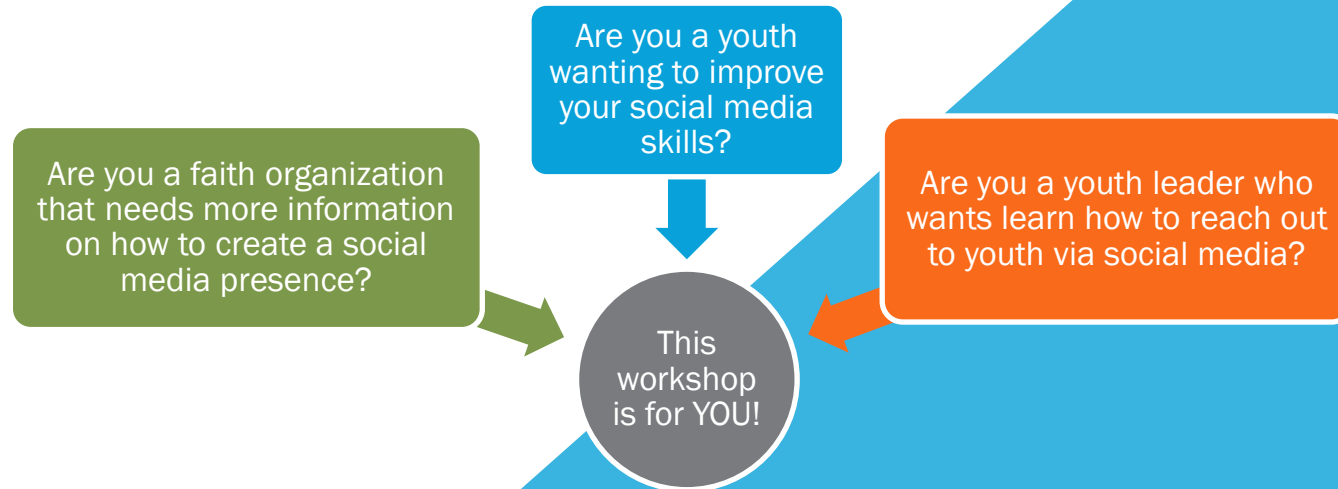 Are you a faith organization
that needs more information
on how to create a social
media presence?
Are you a youth
wanting to improve
your social media
skills?
Are you a youth leader who
wants learn how to reach out
to youth via social media?
This
workshop
is for YOU!